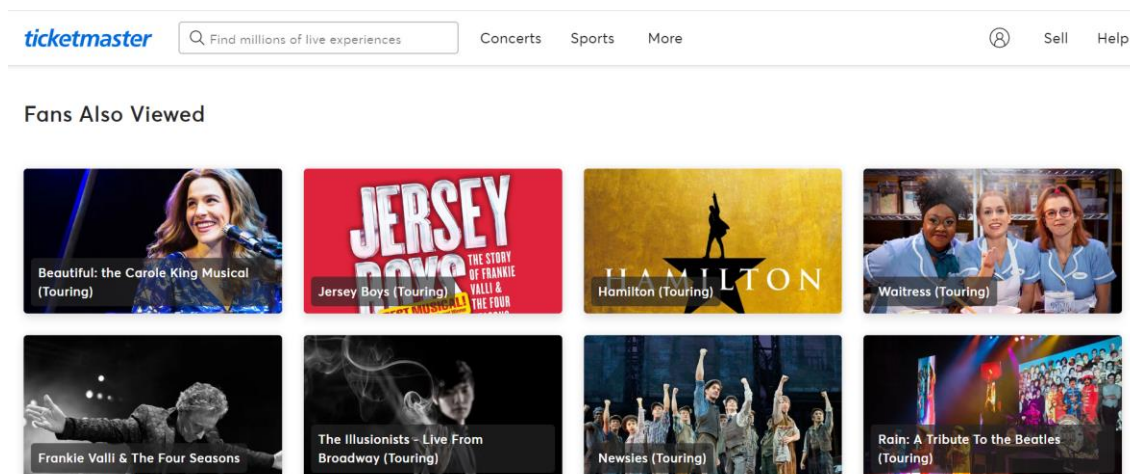 ticketmaster
Find millions of live experiences
Concerts
Sports
More
Sell
Help
Fans Also Viewed
Beautiful: the Carole King Musical
(Touring)
JERSEY
BOYS
THE STORY
OF FRANKIE
VALLI &
THE FOUR
Jersey Boys (Touring)
HAMILTON
Hamilton (Touring)
Waitress (Touring)
Frankie Valli & The Four Seasons
The Illusionists - Live From
Broadway (Touring)
Newsies (Touring)
Rain: A Tribute To the Beatles
(Touring)